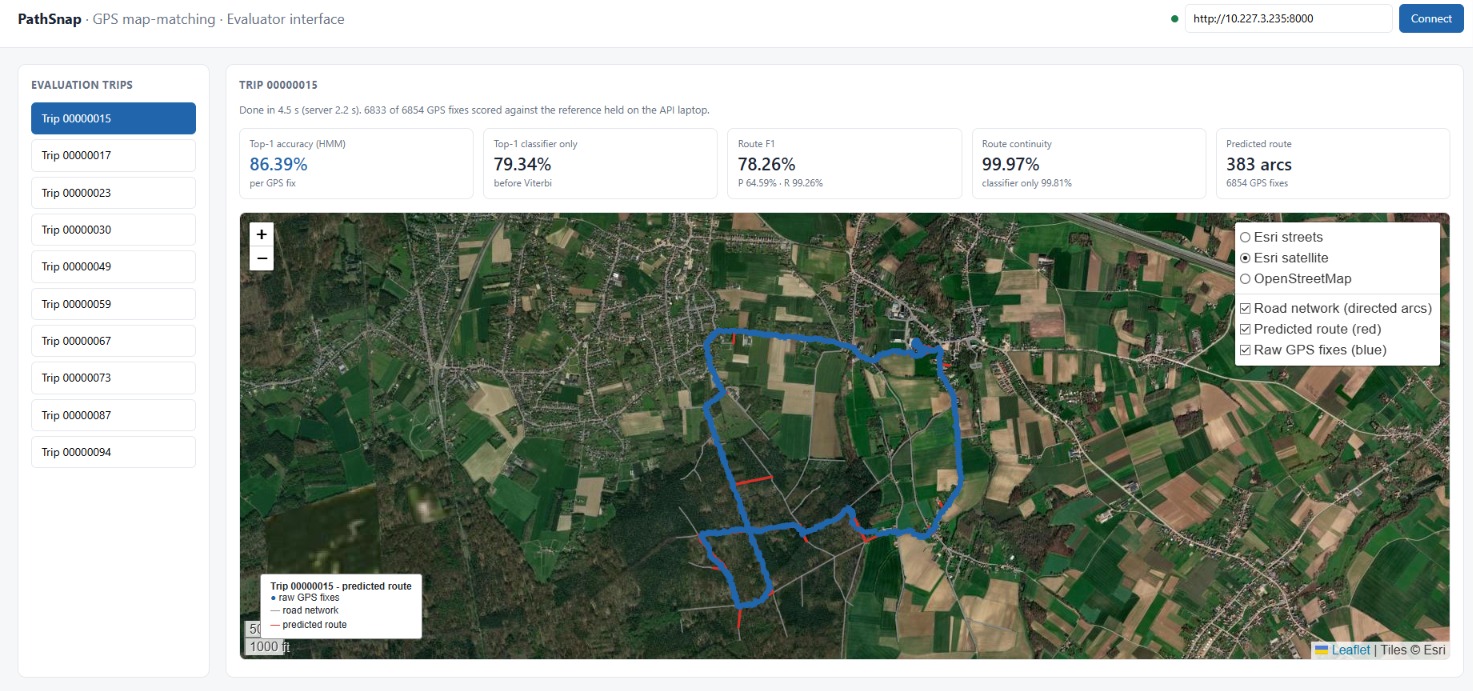 PathSnap · GPS map-matching · Evaluator interface
http://10.227.3.235:8000
Connect
EVALUATION TRIPS
Trip 00000015
Trip 00000017
Trip 00000023
Trip 00000030
Trip 00000049
Trip 00000059
Trip 00000067
Trip 00000073
Trip 00000087
Trip 00000094
TRIP 00000015
Done in 4.5 s (server 2.2 s). 6833 of 6854 GPS fixes scored against the reference held on the API laptop.
Top-1 accuracy (HMM)
86.39%
per GPS fix
Top-1 classifier only
79.34%
before Viterbi
Route F1
78.26%
P 64.59% · R 99.26%
Route continuity
99.97%
classifier only 99.81%
Predicted route
383 arcs
6854 GPS fixes
+
−
Esri streets
Esri satellite
OpenStreetMap
Road network (directed arcs)
Predicted route (red)
Raw GPS fixes (blue)
Trip 00000015 - predicted route
raw GPS fixes
road network
predicted route
1000 ft
Leaflet | Tiles © Esri